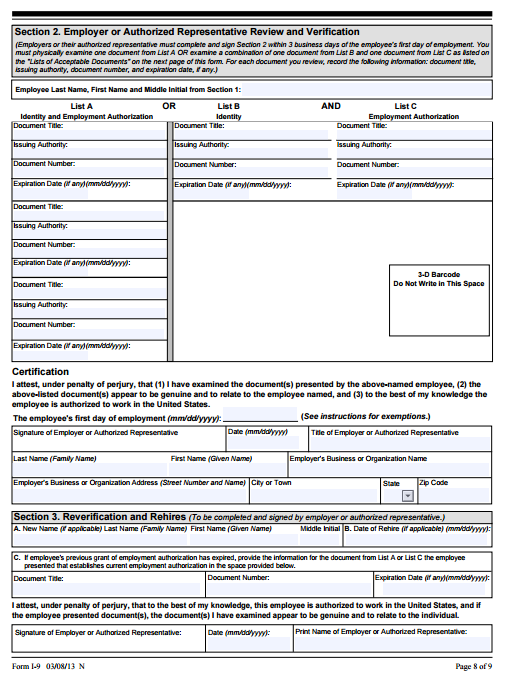 Section 2. Employer or Authorized Representative Review and Verification
(Employers or their authorized representative must complete and sign Section 2 within 3 business days of the employee's first day of employment. You
must physically examine one document from List A OR examine a combination of one document from List B and one document from List C as listed on
the "Lists of Acceptable Documents" on the next page of this form. For each document you review, record the following information: document title,
issuing authority, document number, and expiration date, if any.)
Employee Last Name, First Name and Middle Initial from Section 1:
List A OR List B AND List C
Identity and Employment Authorization Identity Employment Authorization
Document Title: Document Title: Document Title:
Issuing Authority: Issuing Authority: Issuing Authority:
Document Number: Document Number: Document Number:
Expiration Date (if any)(mm/dd/yyyy): Expiration Date (if any)(mm/dd/yyyy): Expiration Date (if any)(mm/dd/yyyy):
Document Title:
Issuing Authority:
Document Number:
Expiration Date (if any)(mm/dd/yyyy):
Document Title:
Issuing Authority:
Document Number:
Expiration Date (if any)(mm/dd/yyyy):
3-D Barcode
Do Not Write in This Space
Certification
I attest, under penalty of perjury, that (1) I have examined the document(s) presented by the above-named employee, (2) the
above-listed document(s) appear to be genuine and to relate to the employee named, and (3) to the best of my knowledge the
employee is authorized to work in the United States.
The employee's first day of employment (mm/dd/yyyy): (See instructions for exemptions.)
Signature of Employer or Authorized Representative Date (mm/dd/yyyy) Title of Employer or Authorized Representative
Last Name (Family Name) First Name (Given Name) Employer's Business or Organization Name
Employer's Business or Organization Address (Street Number and Name) City or Town State Zip Code
Section 3. Reverification and Rehires (To be completed and signed by employer or authorized representative.)
A. New Name (if applicable) Last Name (Family Name) First Name (Given Name) Middle Initial B. Date of Rehire (if applicable) (mm/dd/yyyy):
C. If employee's previous grant of employment authorization has expired, provide the information for the document from List A or List C the employee
presented that establishes current employment authorization in the space provided below.
Document Title: Document Number: Expiration Date (if any)(mm/dd/yyyy):
I attest, under penalty of perjury, that to the best of my knowledge, this employee is authorized to work in the United States, and if
the employee presented document(s), the document(s) I have examined appear to be genuine and to relate to the individual.
Signature of Employer or Authorized Representative: Date (mm/dd/yyyy): Print Name of Employer or Authorized Representative:
Form I-9 03/08/13 N Page 8 of 9